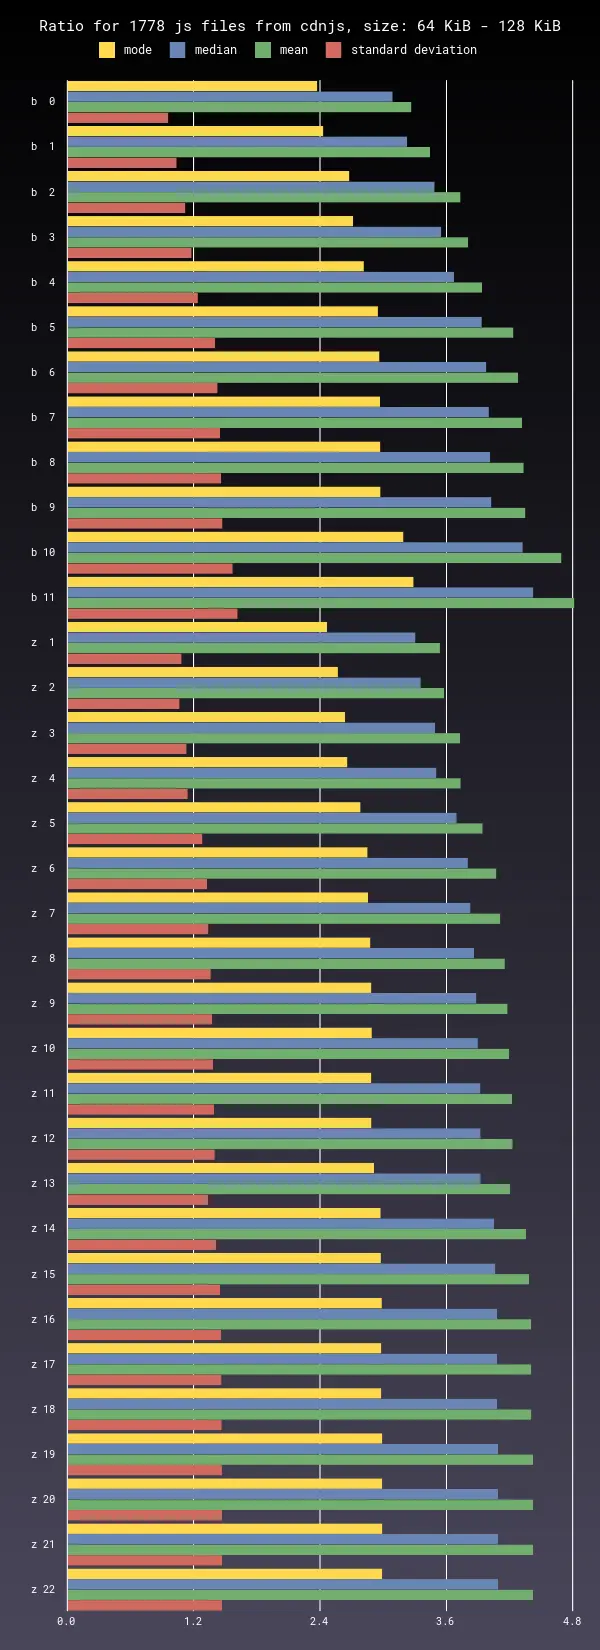 Ratio for 1778 js files from cdnjs, size: 64 KiB - 128 KiB
mode median mean standard deviation
b 0
b 1
b 2
b 3
b 4
b 5
b 6
b 7
b 8
b 9
b 10
b 11
z 1
z 2
z 3
z 4
z 5
z 6
z 7
z 8
z 9
z 10
z 11
z 12
z 13
z 14
z 15
z 16
z 17
z 18
z 19
z 20
z 21
z 22
0.0 1.2 2.4 3.6 4.8